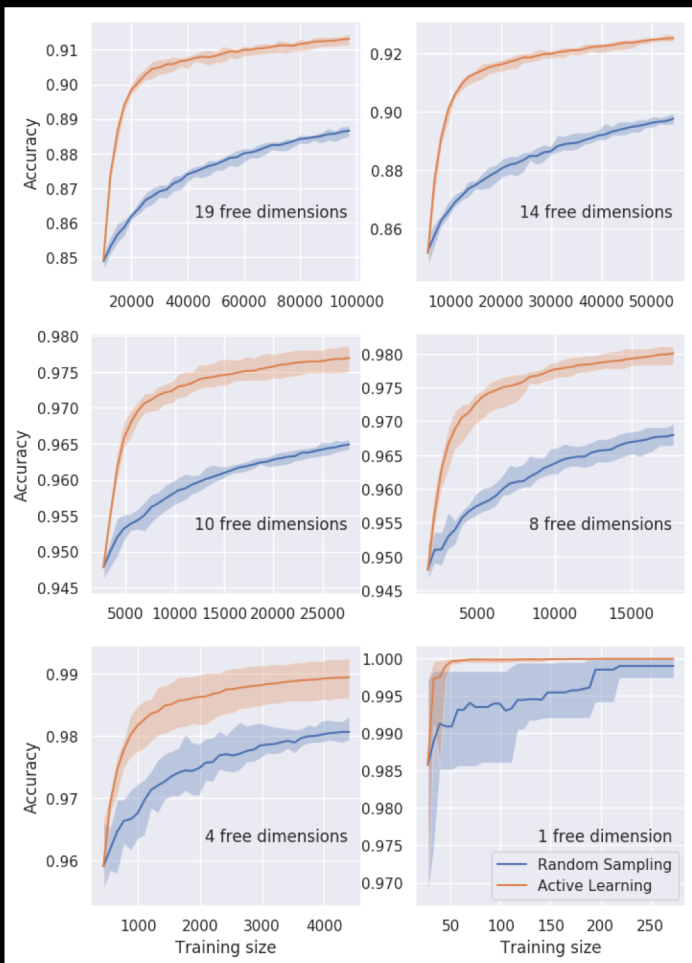 Accuracy
0.91
0.90
0.89
0.88
0.87
0.86
0.85
19 free dimensions
20000 40000 60000 80000 100000
0.92
0.90
0.88
0.86
14 free dimensions
10000 20000 30000 40000 50000
Accuracy
0.980
0.975
0.970
0.965
0.960
0.955
0.950
0.945
10 free dimensions
5000 10000 15000 20000 25000
0.980
0.975
0.970
0.965
0.960
0.955
0.950
0.945
8 free dimensions
5000 10000 15000
Accuracy
0.99
0.98
0.97
0.96
4 free dimensions
1000 2000 3000 4000
Training size
1.000
0.995
0.990
0.985
0.980
0.975
0.970
1 free dimension
Random Sampling
Active Learning
50 100 150 200 250
Training size